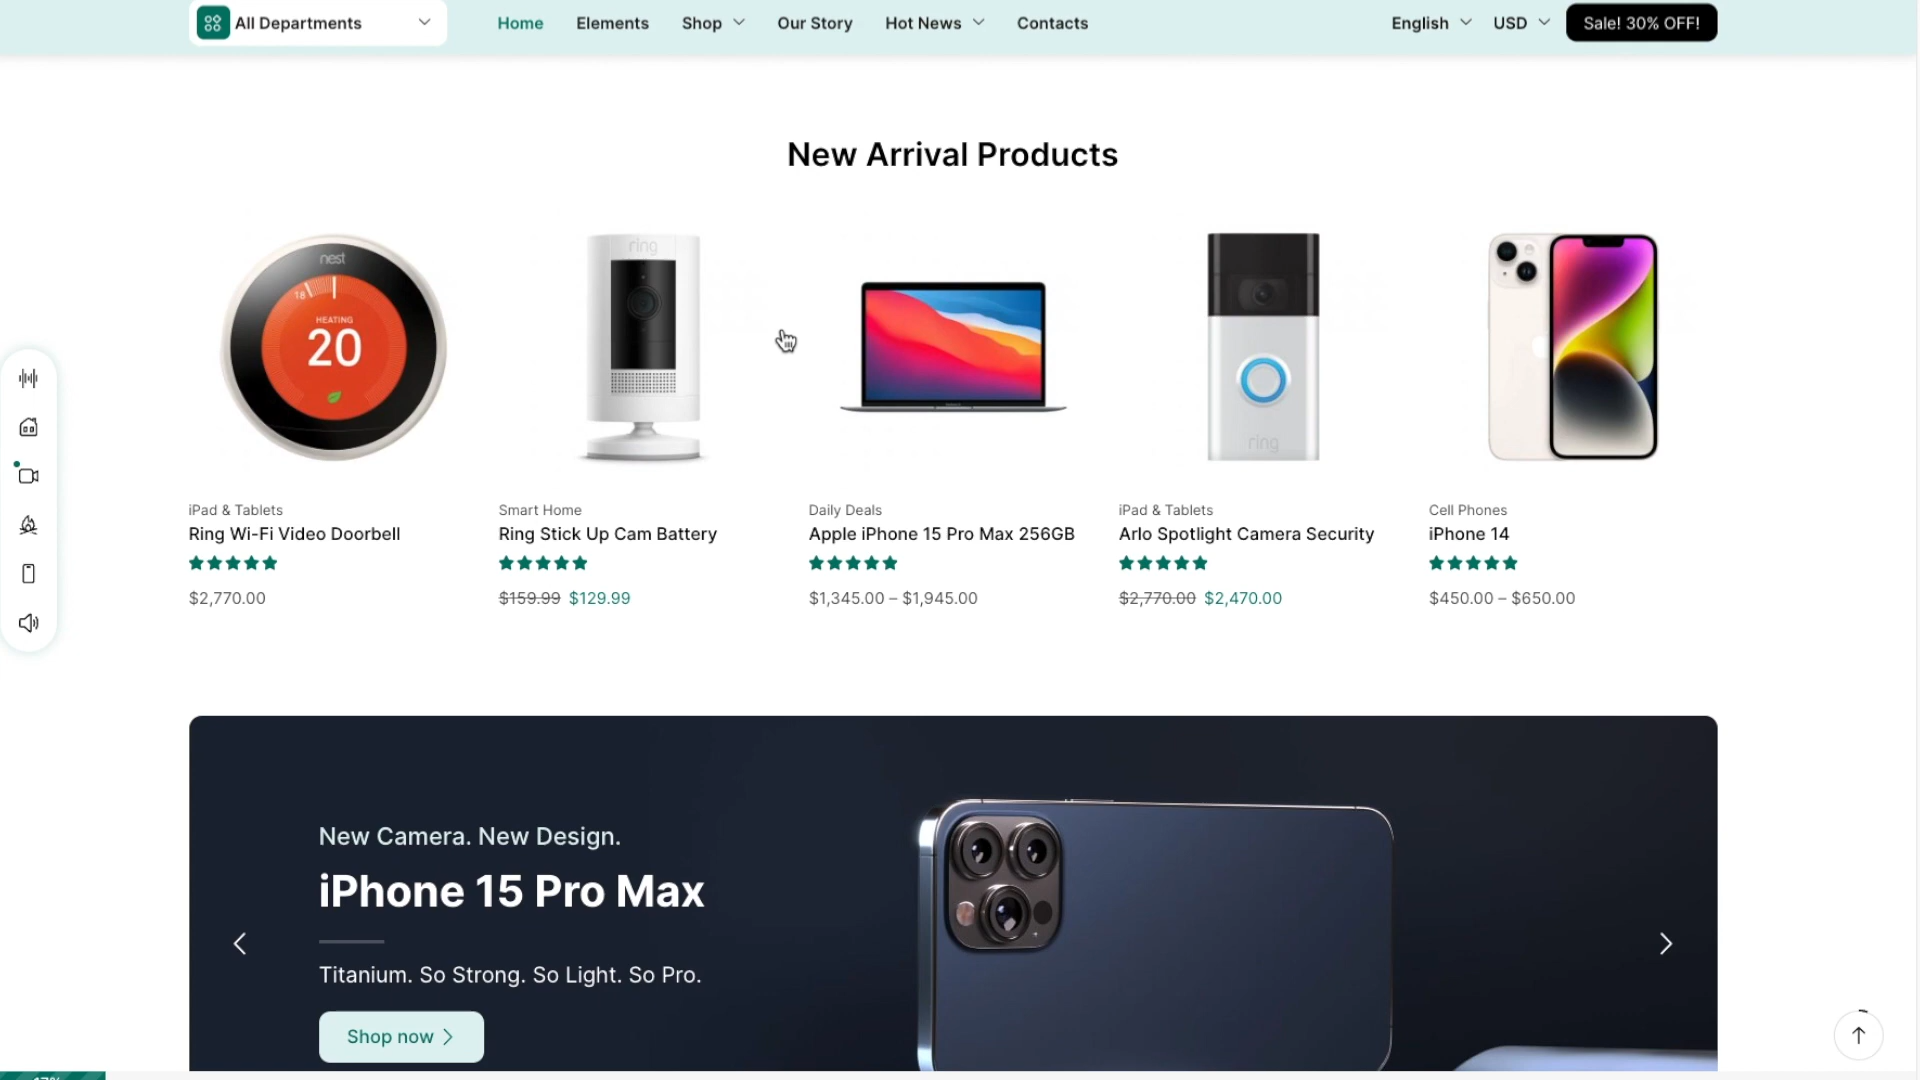 All Departments
Home
Elements
Shop
Our Story
Hot News
Contacts
English
USD
Sale! 30% OFF!
New Arrival Products
nest
18
HEATING
20
ring
ring
iPad & Tablets
Ring Wi-Fi Video Doorbell
$2,770.00
Smart Home
Ring Stick Up Cam Battery
$159.99 $129.99
Daily Deals
Apple iPhone 15 Pro Max 256GB
$1,345.00 – $1,945.00
iPad & Tablets
Arlo Spotlight Camera Security
$2,770.00 $2,470.00
Cell Phones
iPhone 14
$450.00 – $650.00
New Camera. New Design.
iPhone 15 Pro Max
Titanium. So Strong. So Light. So Pro.
Shop now